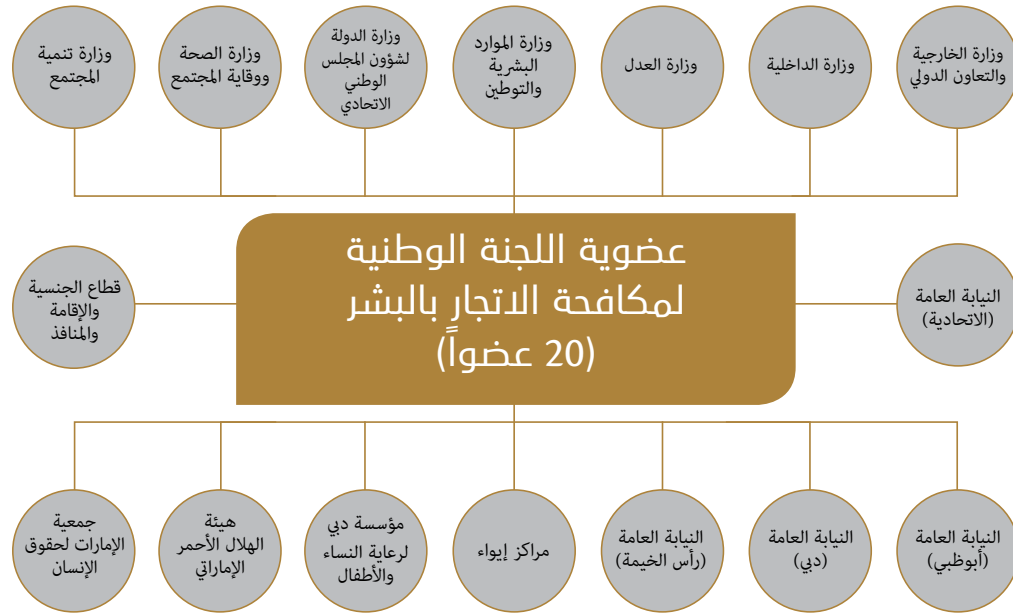 وزارة الخارجية
والتعاون الدولي
وزارة الداخلية
وزارة العدل
وزارة الموارد
البشرية
والتوطين
وزارة الدولة
لشؤون المجلس
الوطني
الاتحادي
وزارة الصحة
ووقاية المجتمع
وزارة تنمية
المجتمع
النيابة العامة
(الاتحادية)
عضوية اللجنة الوطنية
لمكافحة الاتجار بالبشر
(20 عضواً)
قطاع الجنسية
والإقامة
والمنافذ
النيابة العامة
(أبوظبي)
النيابة العامة
(دبي)
النيابة العامة
(رأس الخيمة)
مراكز إيواء
مؤسسة دبي
لرعاية النساء
والأطفال
هيئة
الهلال الأحمر
الإماراتي
جمعية
الإمارات لحقوق
الإنسان